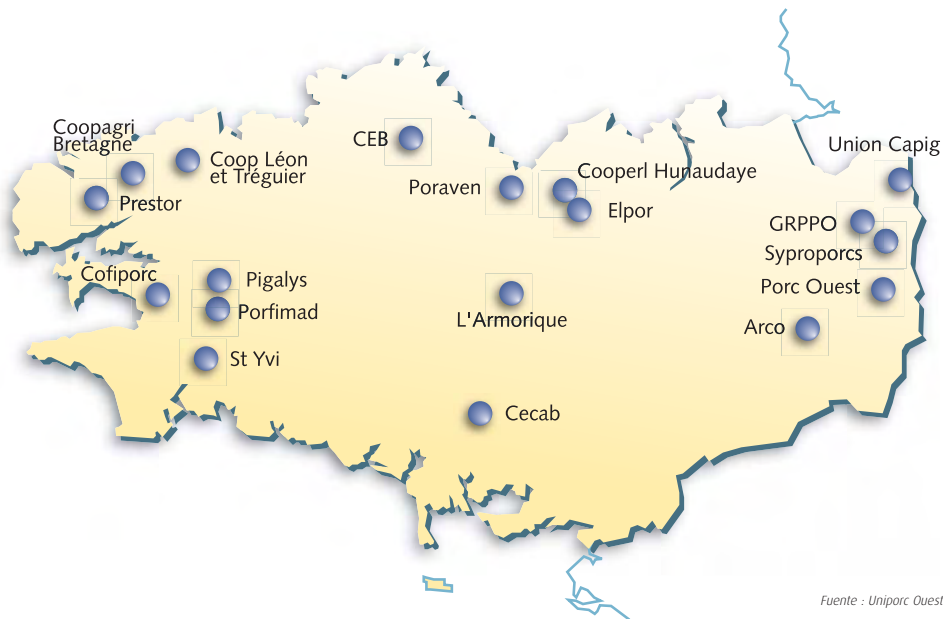 Coopagri
Bretagne
Coop Léon
et Tréguier
CEB
Union Capig
Cooperl Hunaudaye
Poraven
Prestor
Elpor
GRPPO
Syproporcs
Cofiporc
Pigalys
Porc Ouest
Porfimad
L'Armorique
Arco
St Yvi
Cecab
Fuente : Uniporc Ouest